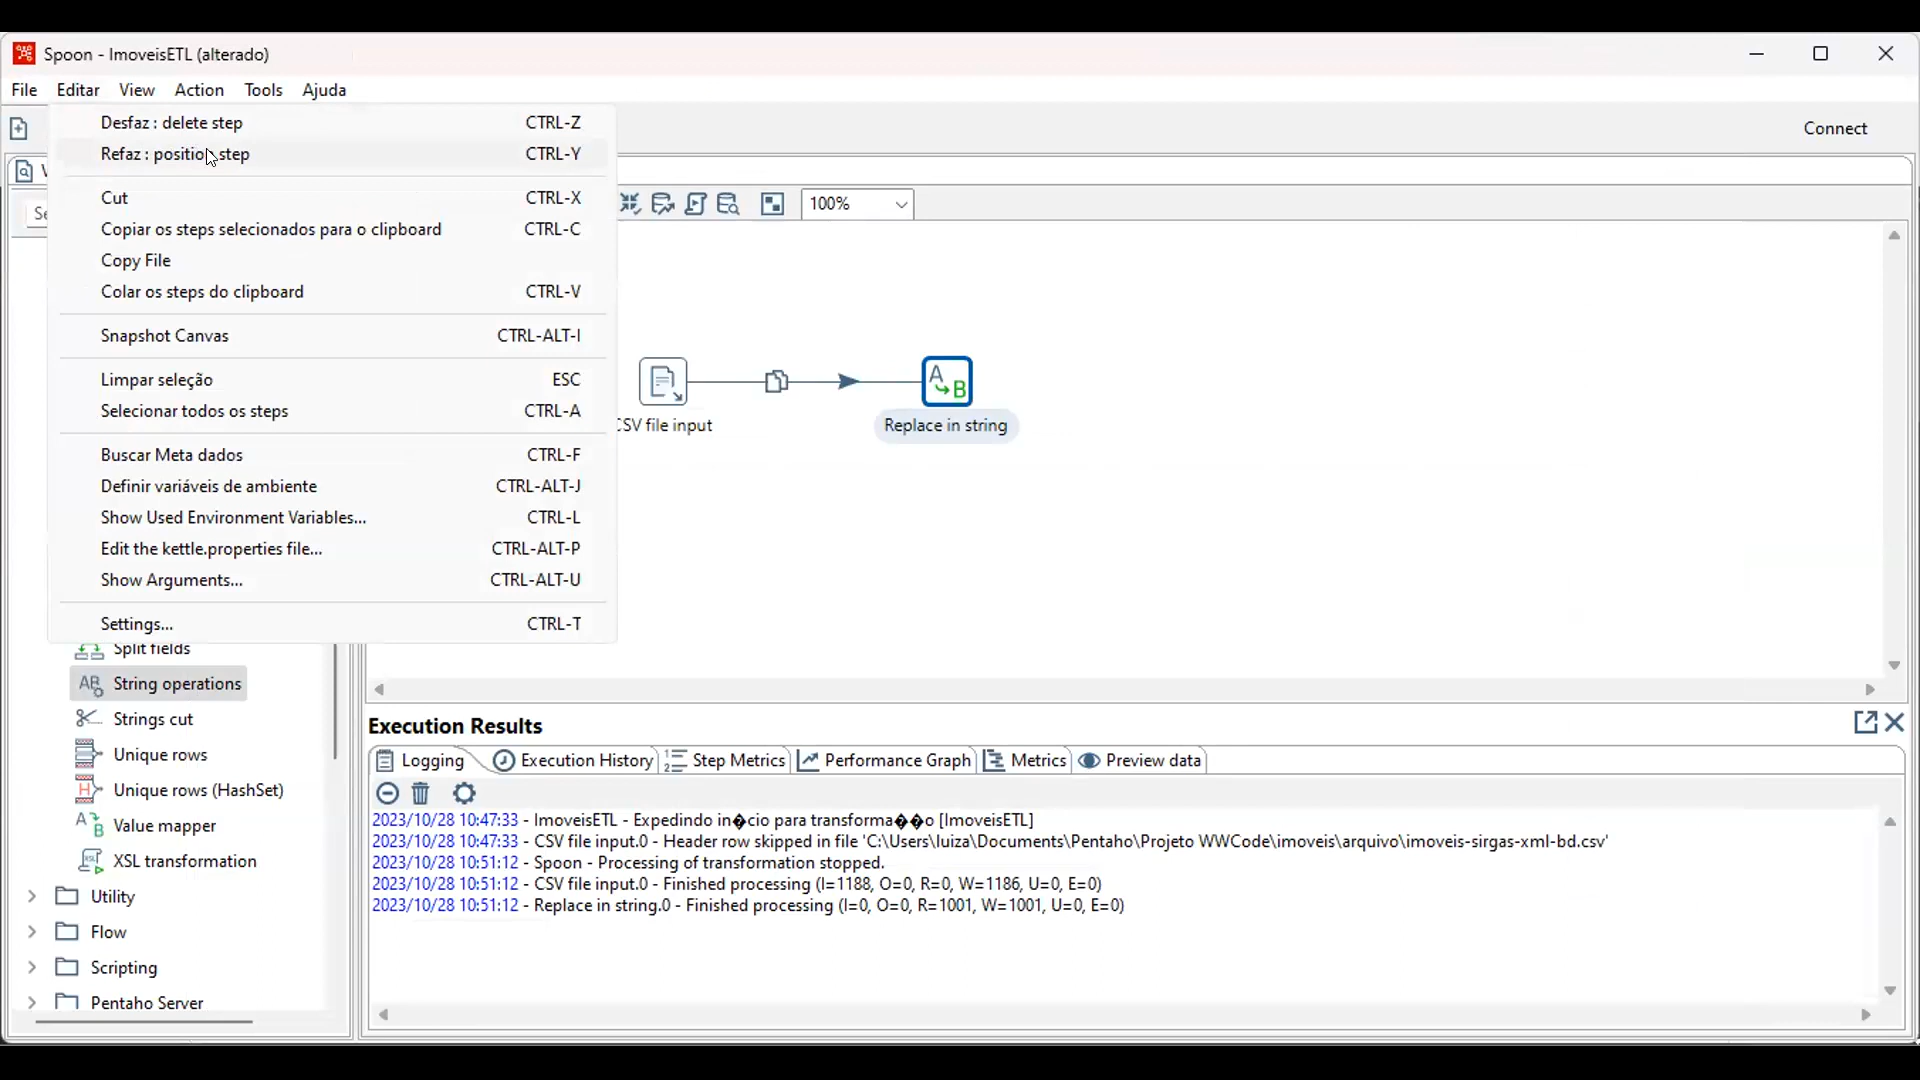 Spoon - ImoveisETL (alterado)
File Editar View Action Tools Ajuda
Desfaz : delete step CTRL-Z
Connect
Refaz : position step CTRL-Y
Cut CTRL-X
100%
Copiar os steps selecionados para o clipboard CTRL-C
Copy File
Colar os steps do clipboard CTRL-V
Snapshot Canvas CTRL-ALT-I
Limpar seleção ESC
Selecionar todos os steps CTRL-A
CSV file input Replace in string
Buscar Meta dados CTRL-F
Definir variáveis de ambiente CTRL-ALT-J
Show Used Environment Variables... CTRL-L
Edit the kettle.properties file... CTRL-ALT-P
Show Arguments... CTRL-ALT-U
Settings... CTRL-T
Split fields
String operations
Strings cut
Unique rows
Unique rows (HashSet)
Value mapper
XSL transformation
Utility
Flow
Scripting
Pentaho Server
Execution Results
Logging Execution History Step Metrics Performance Graph Metrics Preview data
2023/10/28 10:47:33 - ImoveisETL - Expedindo in�cio para transforma��o [ImoveisETL]
2023/10/28 10:47:33 - CSV file input.0 - Header row skipped in file 'C:\Users\luiza\Documents\Pentaho\Projeto WWCode\imoveis\arquivo\imoveis-sirgas-xml-bd.csv'
2023/10/28 10:51:12 - Spoon - Processing of transformation stopped.
2023/10/28 10:51:12 - CSV file input.0 - Finished processing (I=1188, O=0, R=0, W=1186, U=0, E=0)
2023/10/28 10:51:12 - Replace in string.0 - Finished processing (I=0, O=0, R=1001, W=1001, U=0, E=0)